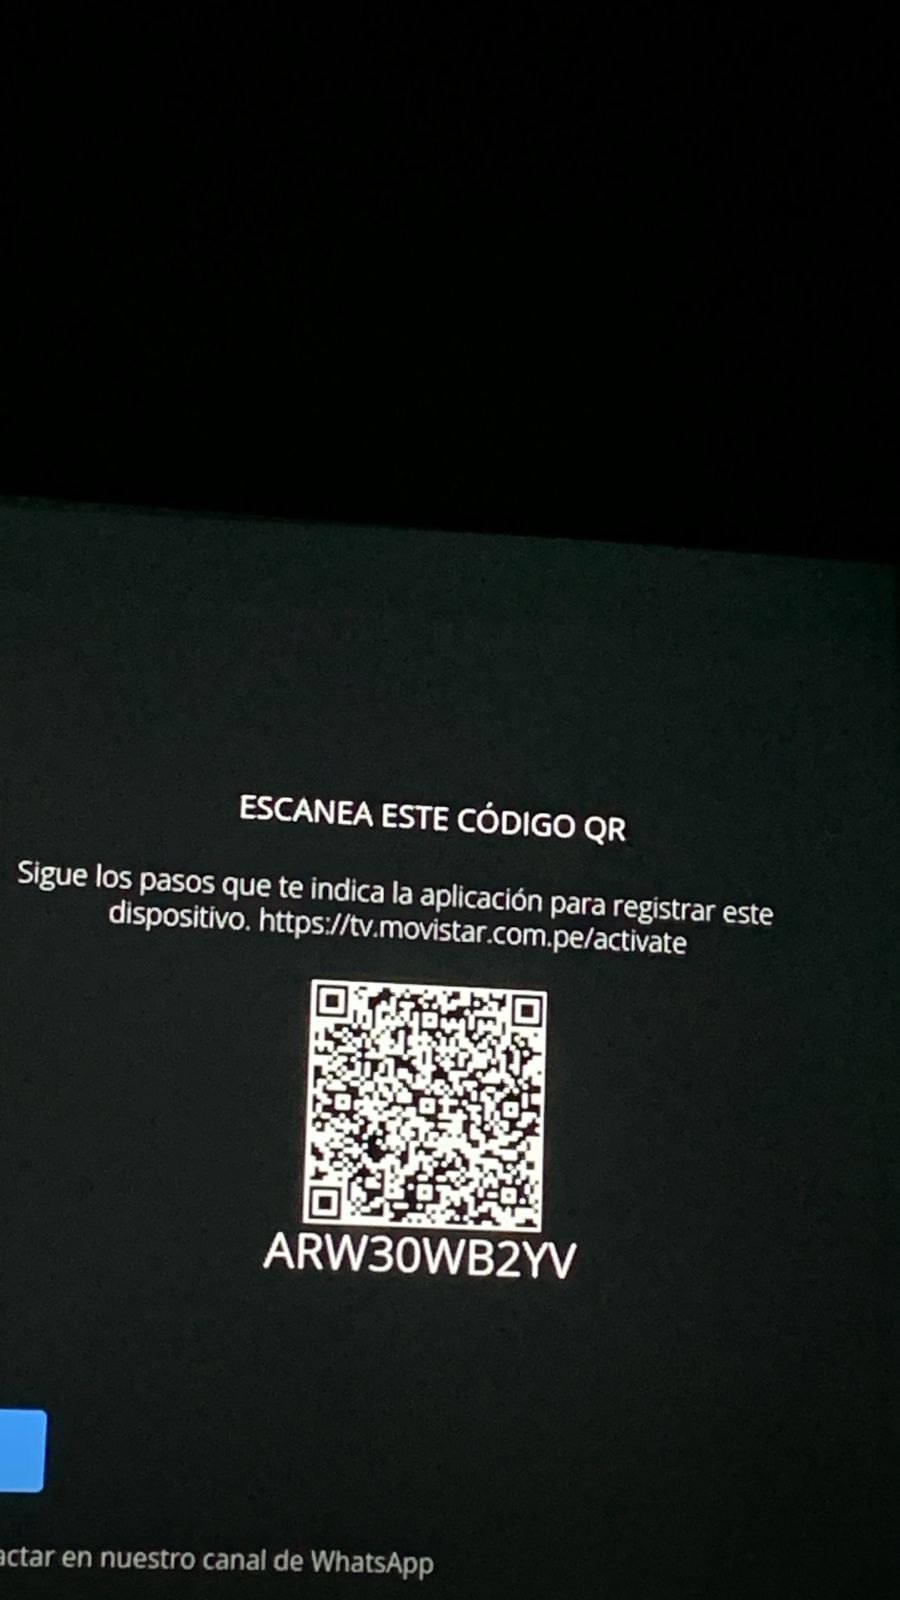 ESCANEA ESTE CÓDIGO QR
Sigue los pasos que te indica la aplicación para registrar este
dispositivo. https://tv.movistar.com.pe/activate
ARW30WB2YV
en nuestro canal de WhatsApp